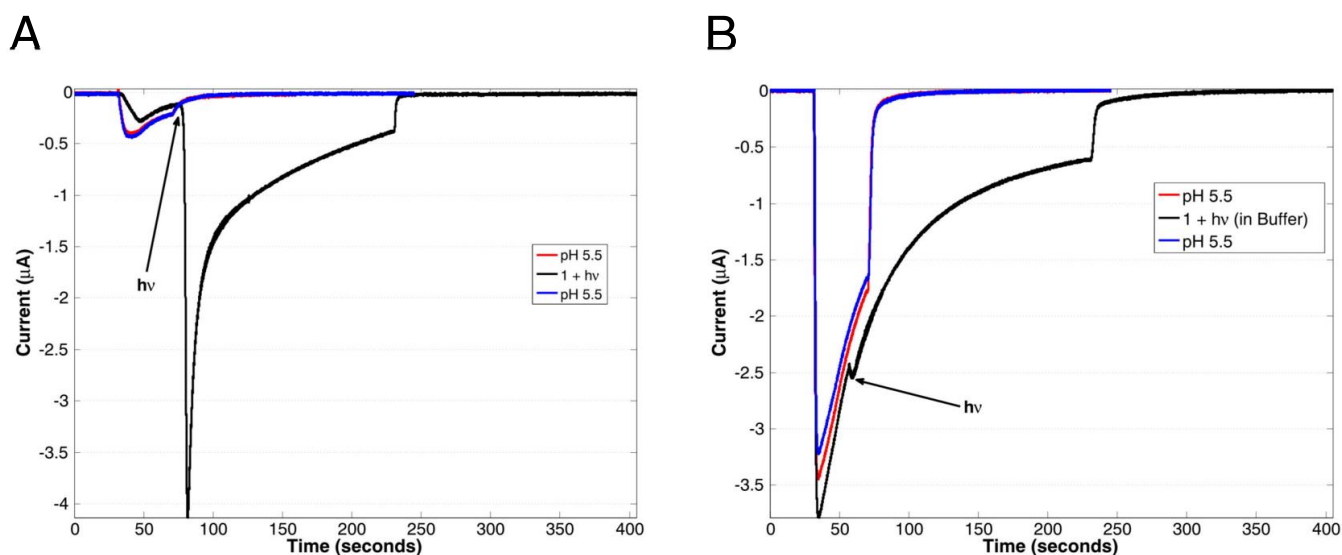 A
0
-0.5
-1
-1.5
-2
-2.5
-3
-3.5
-4
Current (μA)
hν
pH 5.5
1 + hν
pH 5.5
0 50 100 150 200 250 300 350 400
Time (seconds)
B
0
-0.5
-1
-1.5
-2
-2.5
-3
-3.5
Current (μA)
pH 5.5
1 + hν (in Buffer)
pH 5.5
hν
0 50 100 150 200 250 300 350 400
Time (seconds)